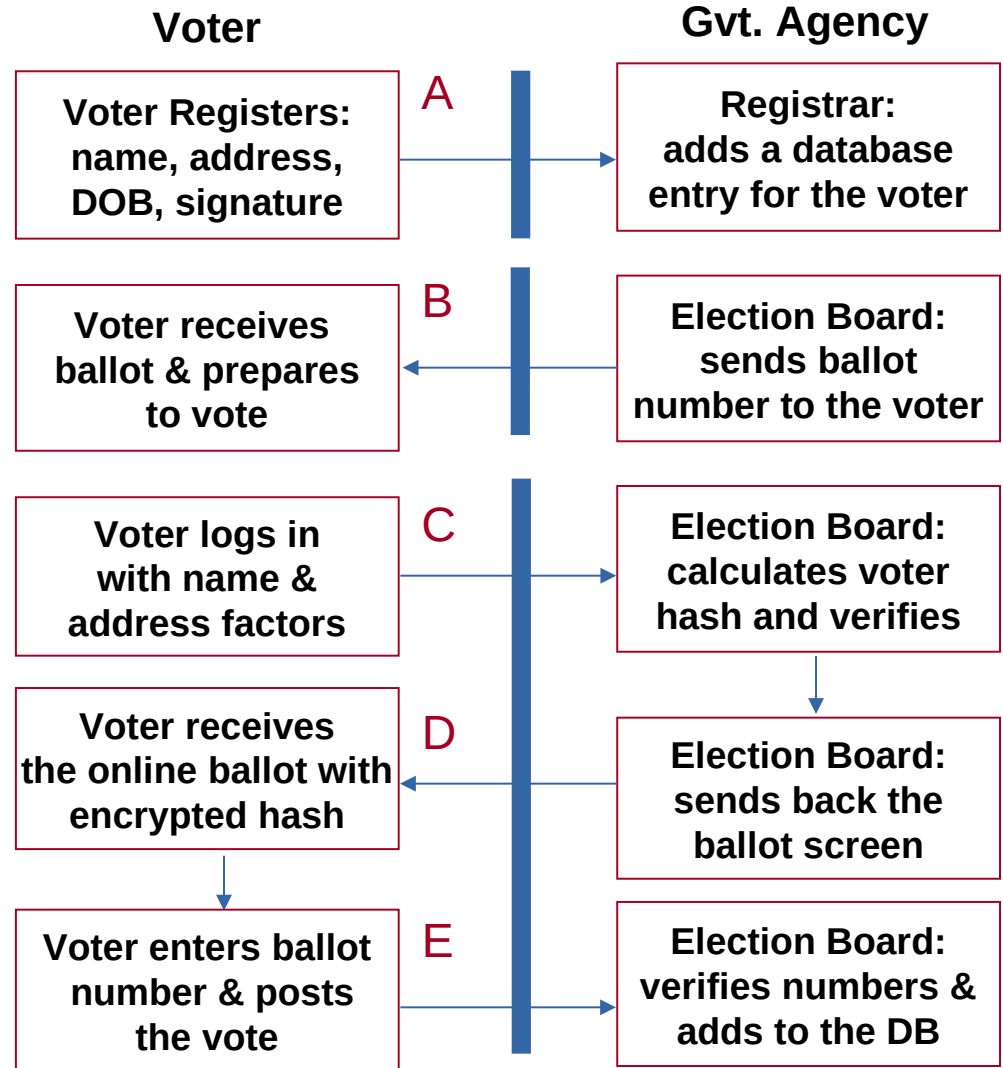 Voter
Gvt. Agency
Voter Registers:
name, address,
DOB, signature
A
Registrar:
adds a database
entry for the voter
Voter receives
ballot & prepares
to vote
B
Election Board:
sends ballot
number to the voter
Voter logs in
with name &
address factors
C
Election Board:
calculates voter
hash and verifies
Voter receives
the online ballot with
encrypted hash
D
Election Board:
sends back the
ballot screen
Voter enters ballot
number & posts
the vote
E
Election Board:
verifies numbers &
adds to the DB